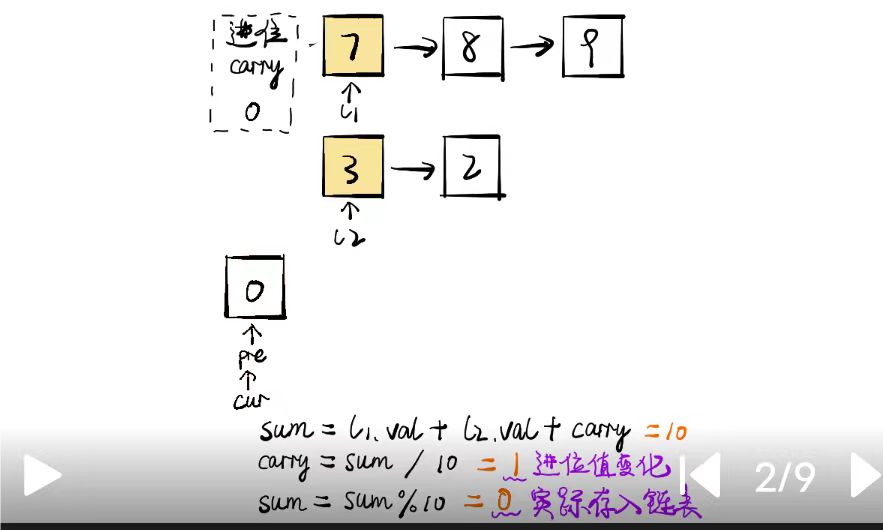 进位
carry
0
7 → 8 → 9
↑
l1
3 → 2
↑
l2
0
↑
pre
↑
cur
sum = l1.val + l2.val + carry = 10
carry = sum / 10 = 1 进位值变化
sum = sum%10 = 0 实际存入链表
2/9